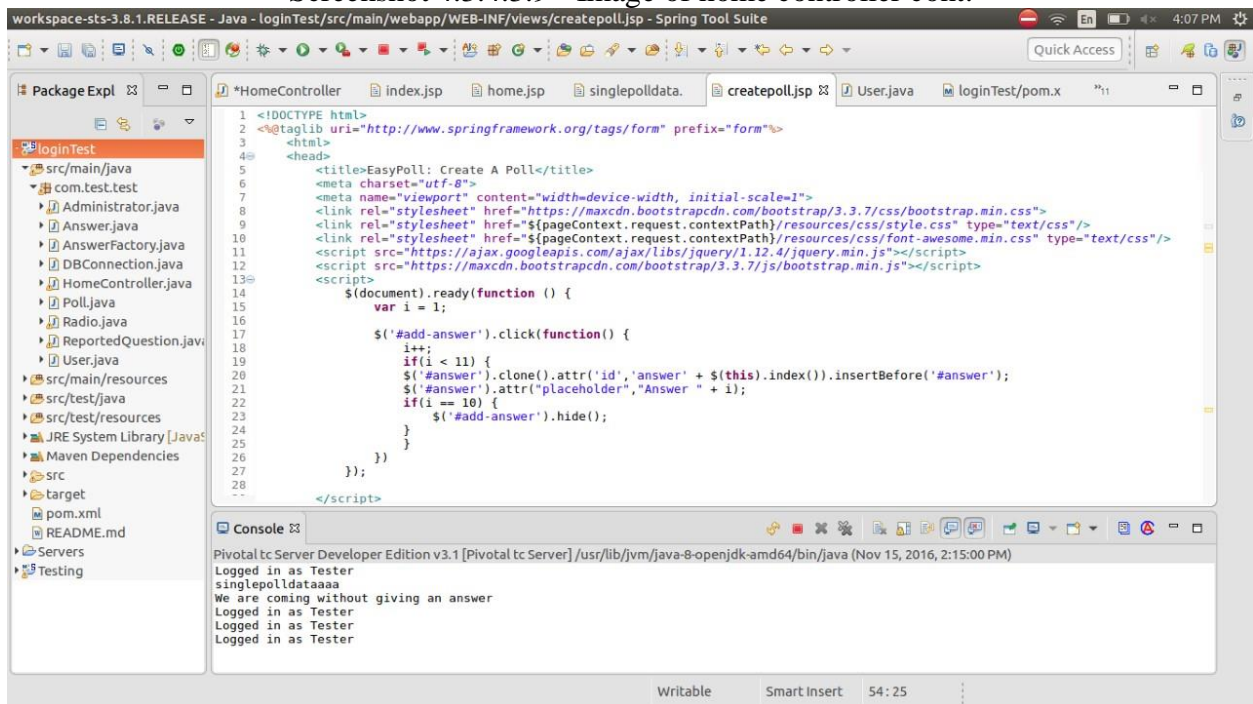 Screenshot 4.3.4.3.9 - Image of home controller cont.
workspace-sts-3.8.1.RELEASE - Java - loginTest/src/main/webapp/WEB-INF/views/createpoll.jsp - Spring Tool Suite
En
4:07 PM
Quick Access
Package Expl
*HomeController
index.jsp
home.jsp
singlepolldata.
createpoll.jsp
User.java
loginTest/pom.x
»11
loginTest
src/main/java
com.test.test
Administrator.java
Answer.java
AnswerFactory.java
DBConnection.java
HomeController.java
Poll.java
Radio.java
ReportedQuestion.java
User.java
src/main/resources
src/test/java
src/test/resources
JRE System Library [JavaS
Maven Dependencies
src
target
pom.xml
README.md
Servers
Testing
1 <!DOCTYPE html>
2 <%@taglib uri="http://www.springframework.org/tags/form" prefix="form"%>
3 <html>
4 <head>
5 <title>EasyPoll: Create A Poll</title>
6 <meta charset="utf-8">
7 <meta name="viewport" content="width=device-width, initial-scale=1">
8 <link rel="stylesheet" href="https://maxcdn.bootstrapcdn.com/bootstrap/3.3.7/css/bootstrap.min.css">
9 <link rel="stylesheet" href="${pageContext.request.contextPath}/resources/css/style.css" type="text/css"/>
10 <link rel="stylesheet" href="${pageContext.request.contextPath}/resources/css/font-awesome.min.css" type="text/css"/>
11 <script src="https://ajax.googleapis.com/ajax/libs/jquery/1.12.4/jquery.min.js"></script>
12 <script src="https://maxcdn.bootstrapcdn.com/bootstrap/3.3.7/js/bootstrap.min.js"></script>
13 <script>
14 $(document).ready(function () {
15 var i = 1;
16
17 $('#add-answer').click(function() {
18 i++;
19 if(i < 11) {
20 $('#answer').clone().attr('id','answer' + $(this).index()).insertBefore('#answer');
21 $('#answer').attr("placeholder","Answer " + i);
22 if(i == 10) {
23 $('#add-answer').hide();
24 }
25 }
26 })
27 });
28
</script>
Console
Pivotal tc Server Developer Edition v3.1 [Pivotal tc Server] /usr/lib/jvm/java-8-openjdk-amd64/bin/java (Nov 15, 2016, 2:15:00 PM)
Logged in as Tester
singlepolldataaaa
We are coming without giving an answer
Logged in as Tester
Logged in as Tester
Logged in as Tester
Writable
Smart Insert
54 : 25